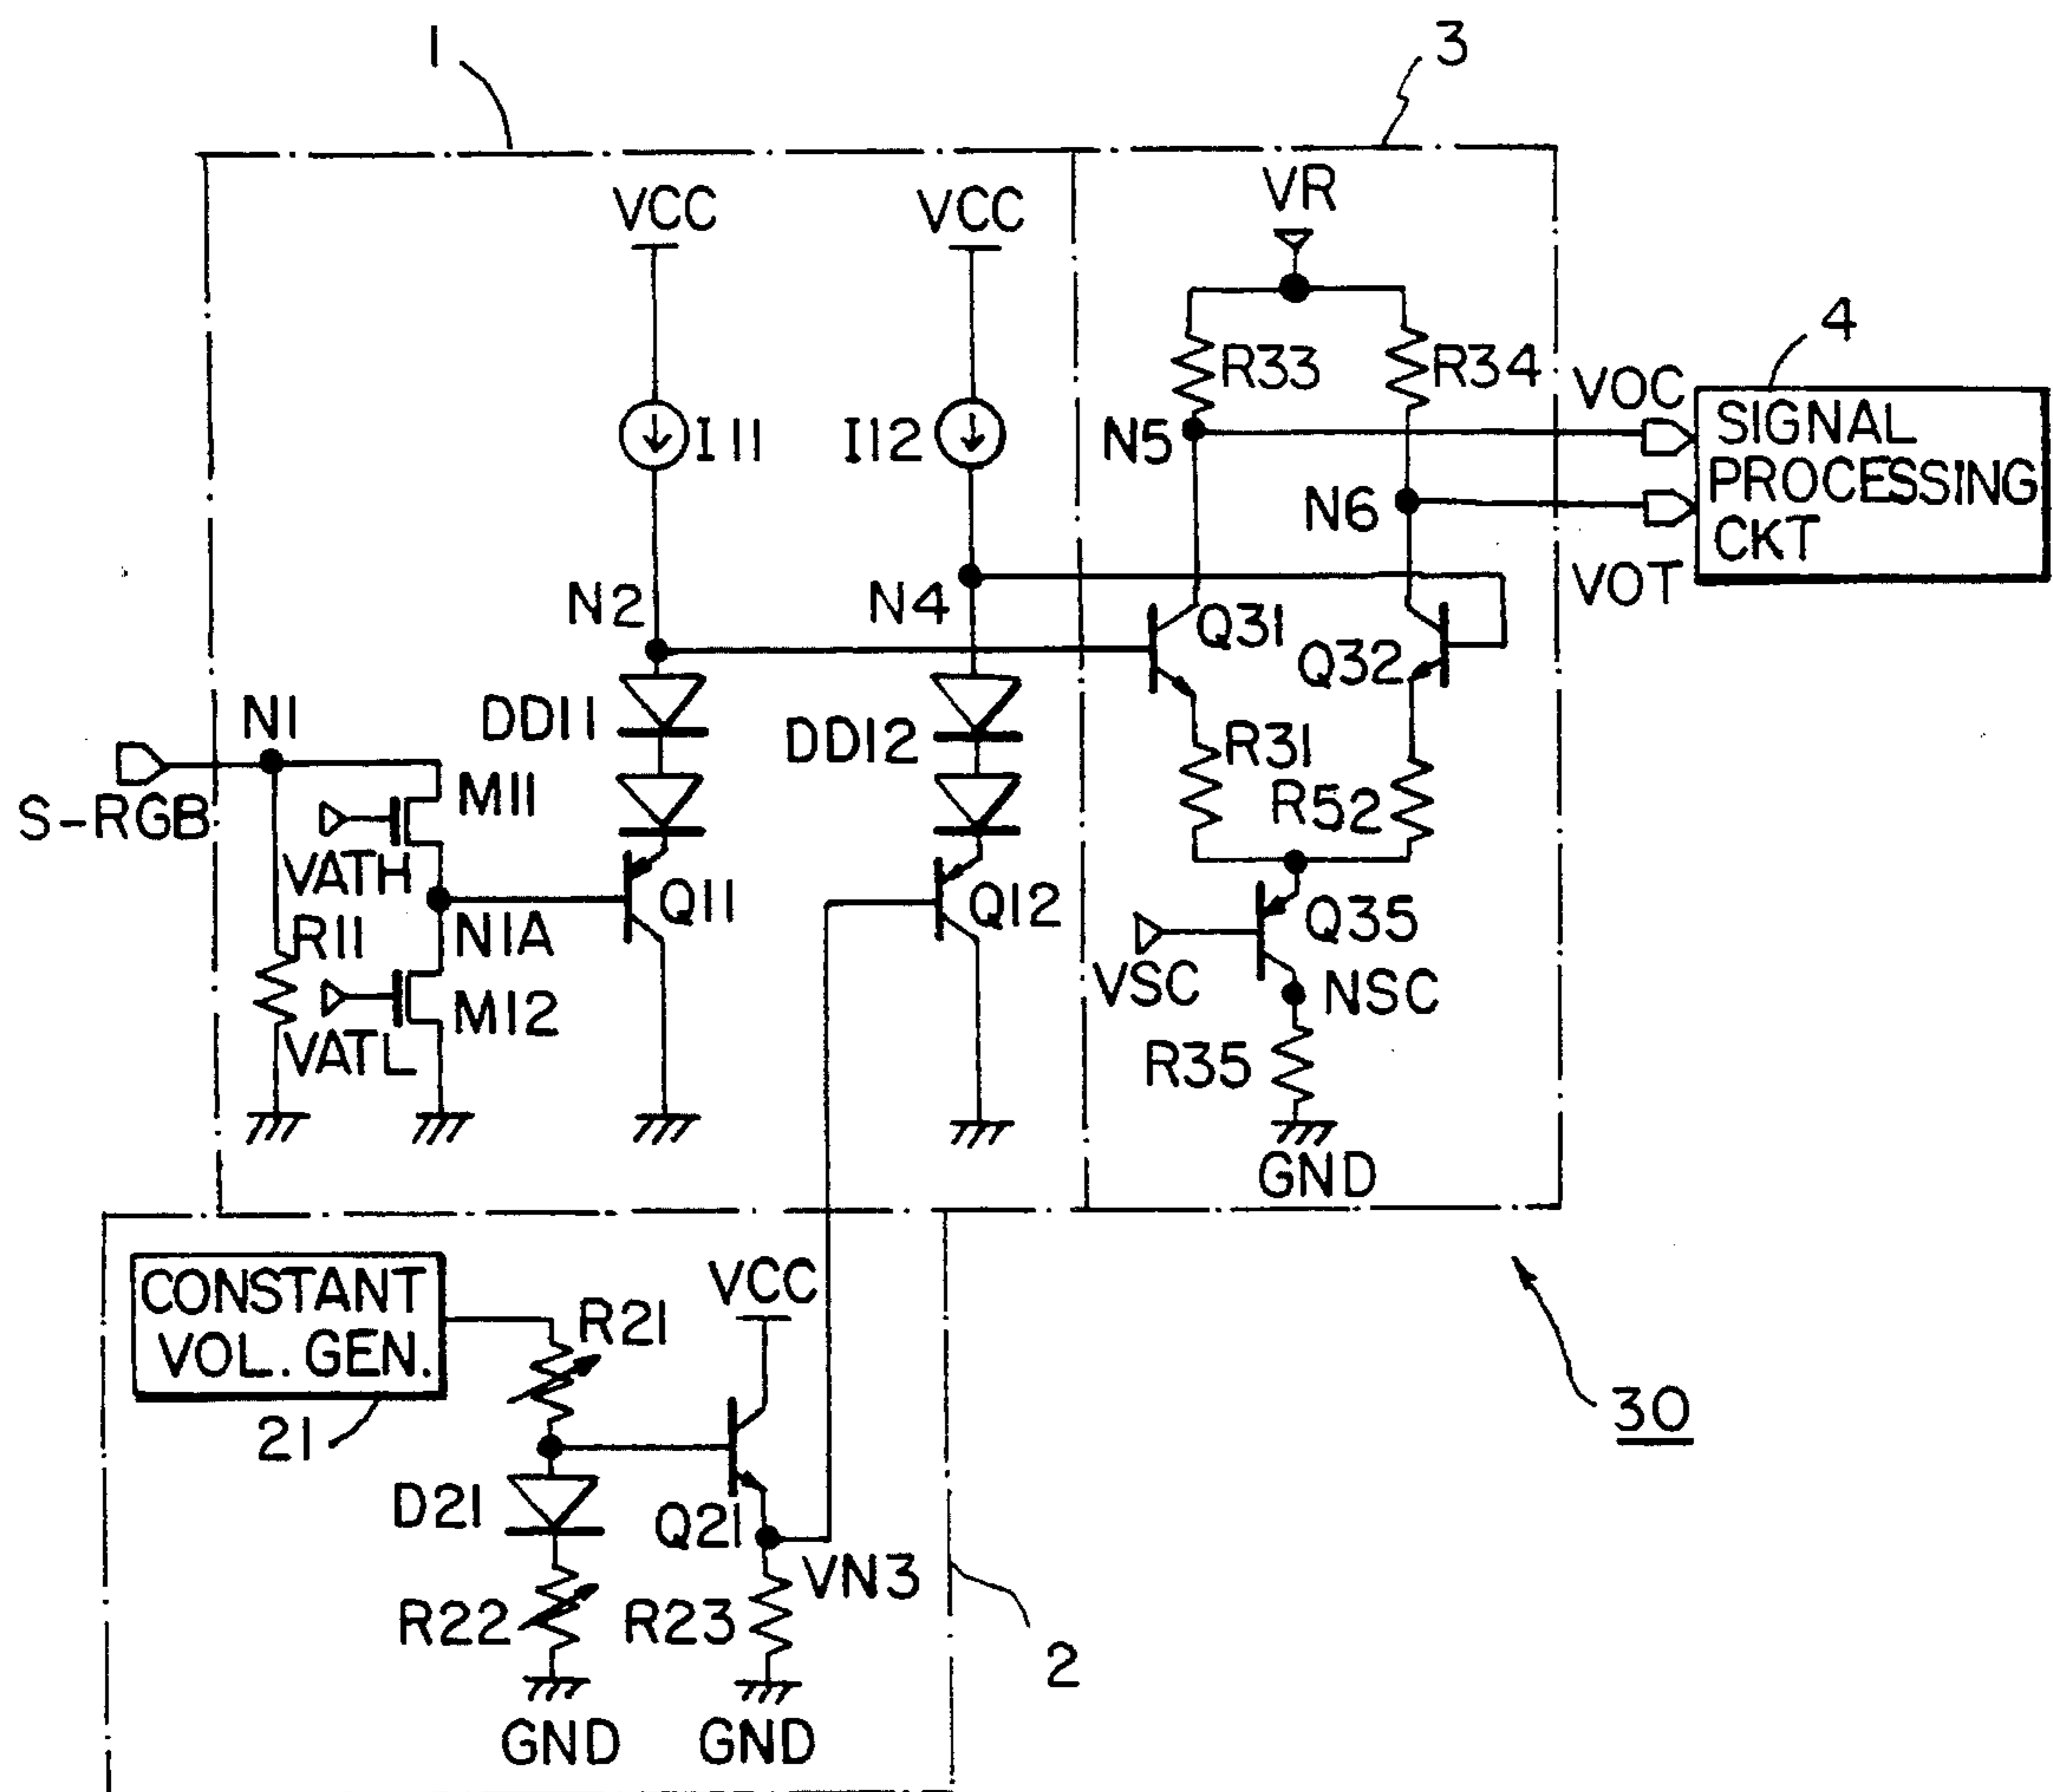 1
3
VCC
VCC
VR
R33
R34
4
VOC
SIGNAL
PROCESSING
CKT
I11
I12
N5
N6
VOT
N2
N4
Q31
Q32
N1
DD11
DD12
R31
R52
S-RGB
M11
VATH
Q11
Q12
Q35
R11
N1A
VSC
NSC
M12
VATL
R35
GND
CONSTANT
VOL. GEN.
21
VCC
R21
30
D21
Q21
VN3
R22
R23
2
GND
GND